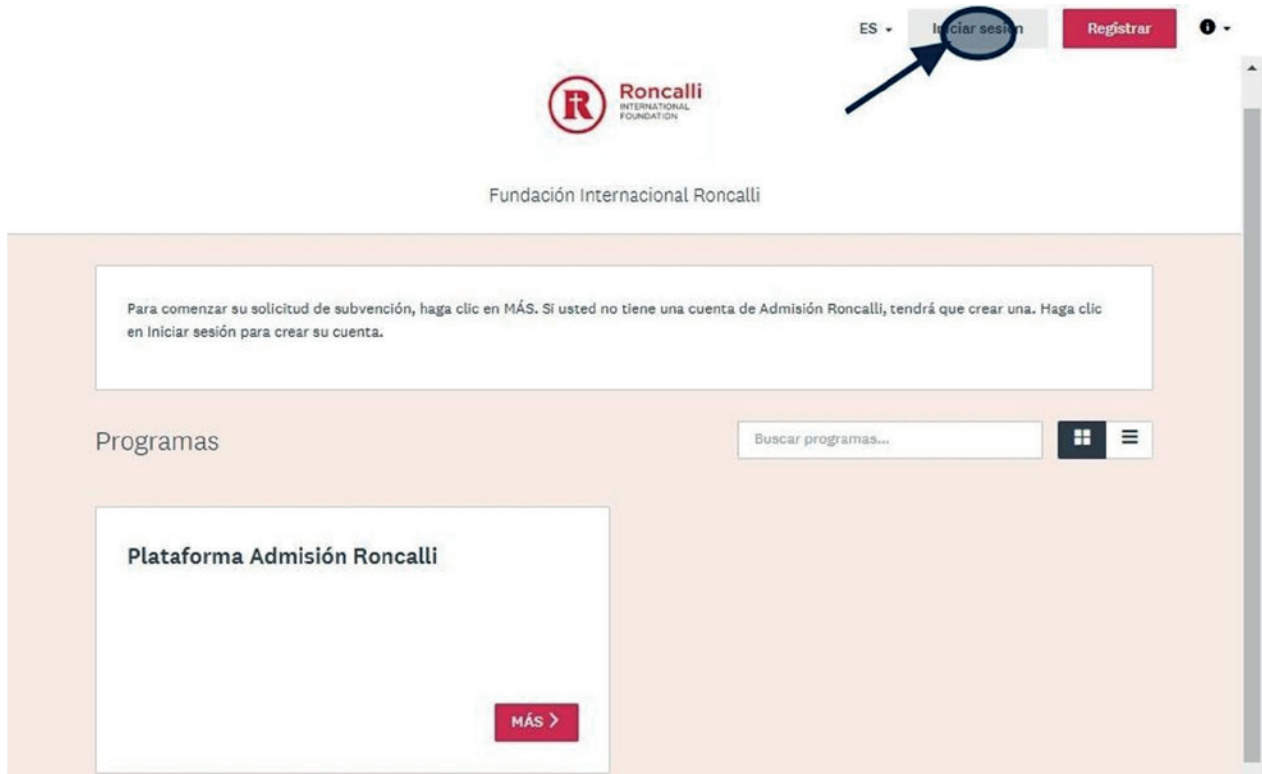 ES
Iniciar sesión
Registrar
Roncalli
INTERNATIONAL
FOUNDATION
Fundación Internacional Roncalli
Para comenzar su solicitud de subvención, haga clic en MÁS. Si usted no tiene una cuenta de Admisión Roncalli, tendrá que crear una. Haga clic
en Iniciar sesión para crear su cuenta.
Programas
Buscar programas...
Plataforma Admisión Roncalli
MÁS